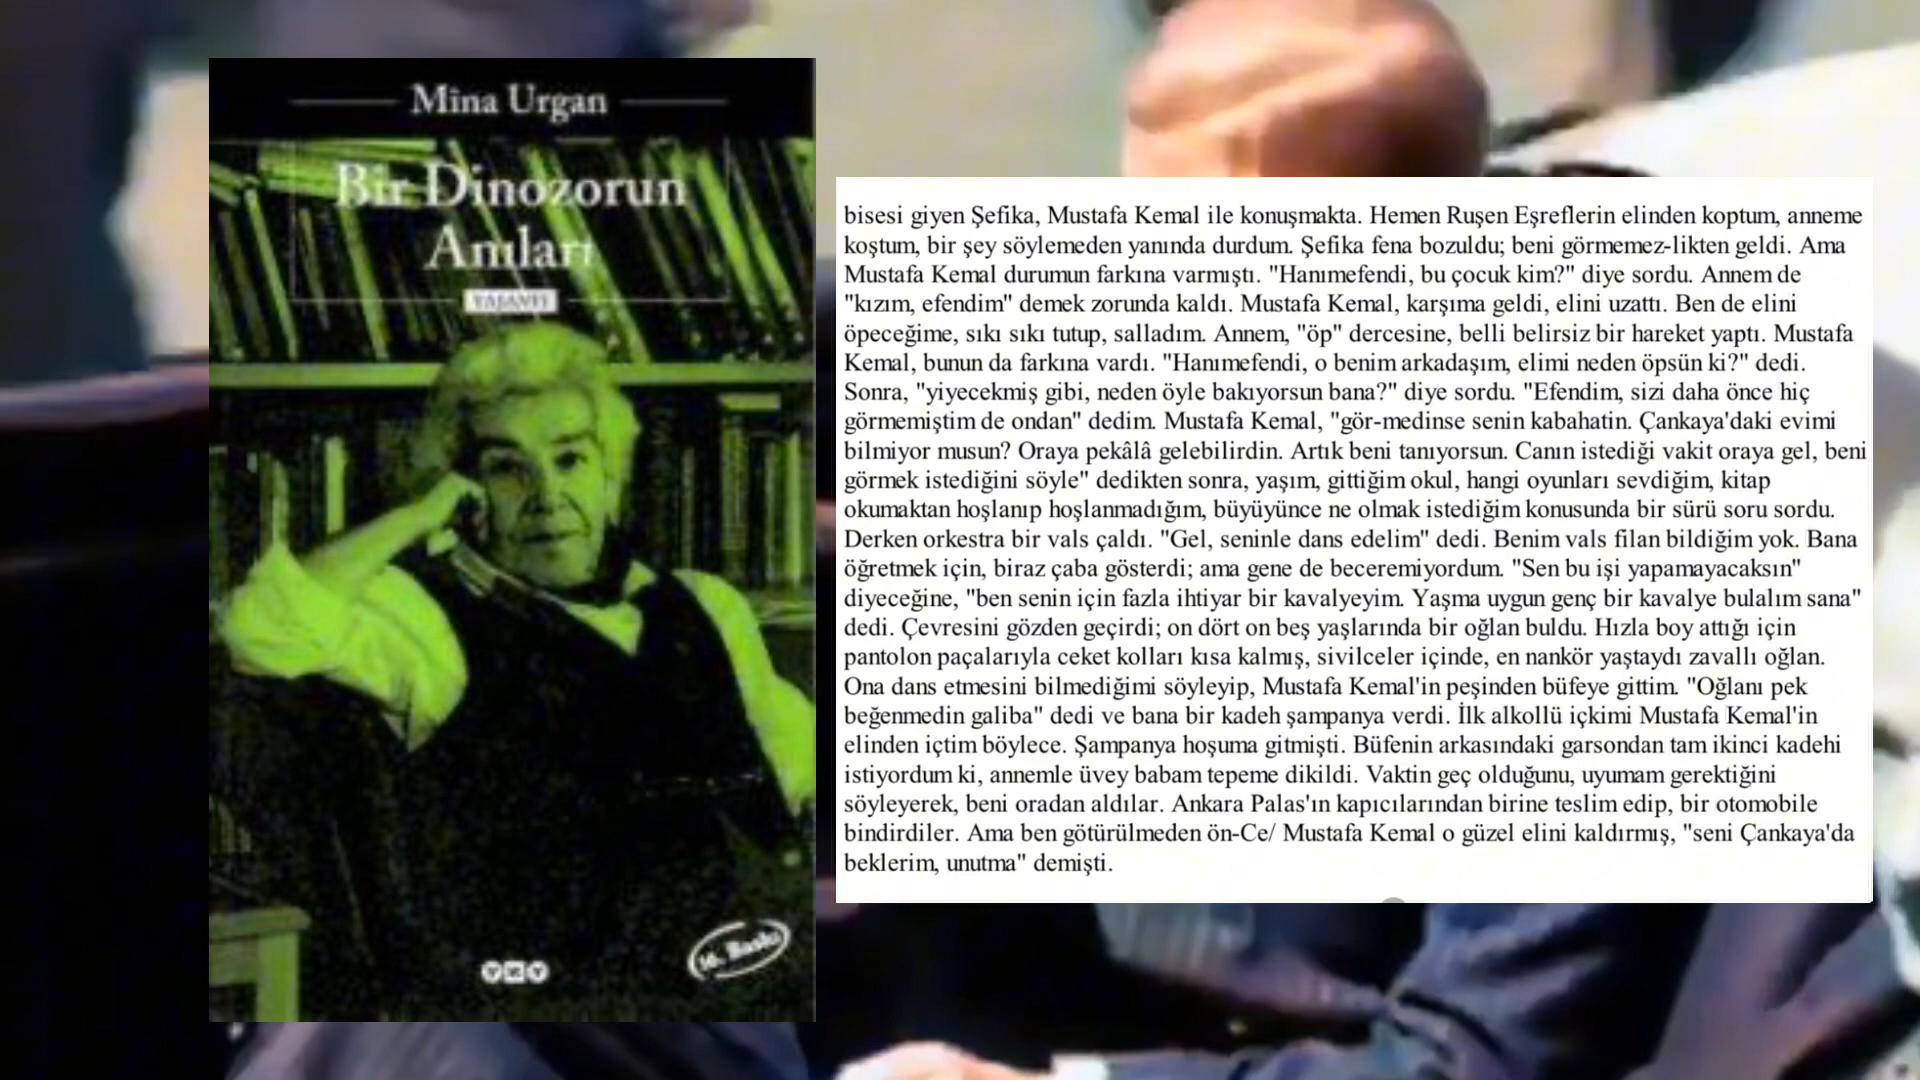 Mîna Urgan
Bir Dinozorun
Anıları
YAŞANTI
YKY
16. Baskı
bisesi giyen Şefika, Mustafa Kemal ile konuşmakta. Hemen Ruşen Eşreflerin elinden koptum, anneme
koştum, bir şey söylemeden yanında durdum. Şefika fena bozuldu; beni görmemez-likten geldi. Ama
Mustafa Kemal durumun farkına varmıştı. "Hanımefendi, bu çocuk kim?" diye sordu. Annem de
"kızım, efendim" demek zorunda kaldı. Mustafa Kemal, karşıma geldi, elini uzattı. Ben de elini
öpeceğime, sıkı sıkı tutup, salladım. Annem, "öp" dercesine, belli belirsiz bir hareket yaptı. Mustafa
Kemal, bunun da farkına vardı. "Hanımefendi, o benim arkadaşım, elimi neden öpsün ki?" dedi.
Sonra, "yiyecekmiş gibi, neden öyle bakıyorsun bana?" diye sordu. "Efendim, sizi daha önce hiç
görmemiştim de ondan" dedim. Mustafa Kemal, "gör-medinse senin kabahatin. Çankaya'daki evimi
bilmiyor musun? Oraya pekâlâ gelebilirdin. Artık beni tanıyorsun. Canın istediği vakit oraya gel, beni
görmek istediğini söyle" dedikten sonra, yaşım, gittiğim okul, hangi oyunları sevdiğim, kitap
okumaktan hoşlanıp hoşlanmadığım, büyüyünce ne olmak istediğim konusunda bir sürü soru sordu.
Derken orkestra bir vals çaldı. "Gel, seninle dans edelim" dedi. Benim vals filan bildiğim yok. Bana
öğretmek için, biraz çaba gösterdi; ama gene de beceremiyordum. "Sen bu işi yapamayacaksın"
diyeceğine, "ben senin için fazla ihtiyar bir kavalyeyim. Yaşma uygun genç bir kavalye bulalım sana"
dedi. Çevresini gözden geçirdi; on dört on beş yaşlarında bir oğlan buldu. Hızla boy attığı için
pantolon paçalarıyla ceket kolları kısa kalmış, sivilceler içinde, en nankör yaştaydı zavallı oğlan.
Ona dans etmesini bilmediğimi söyleyip, Mustafa Kemal'in peşinden büfeye gittim. "Oğlanı pek
beğenmedin galiba" dedi ve bana bir kadeh şampanya verdi. İlk alkollü içkimi Mustafa Kemal'in
elinden içtim böylece. Şampanya hoşuma gitmişti. Büfenin arkasındaki garsondan tam ikinci kadehi
istiyordum ki, annemle üvey babam tepeme dikildi. Vaktin geç olduğunu, uyumam gerektiğini
söyleyerek, beni oradan aldılar. Ankara Palas'ın kapıcılarından birine teslim edip, bir otomobile
bindirdiler. Ama ben götürülmeden ön-Ce/ Mustafa Kemal o güzel elini kaldırmış, "seni Çankaya'da
beklerim, unutma" demişti.